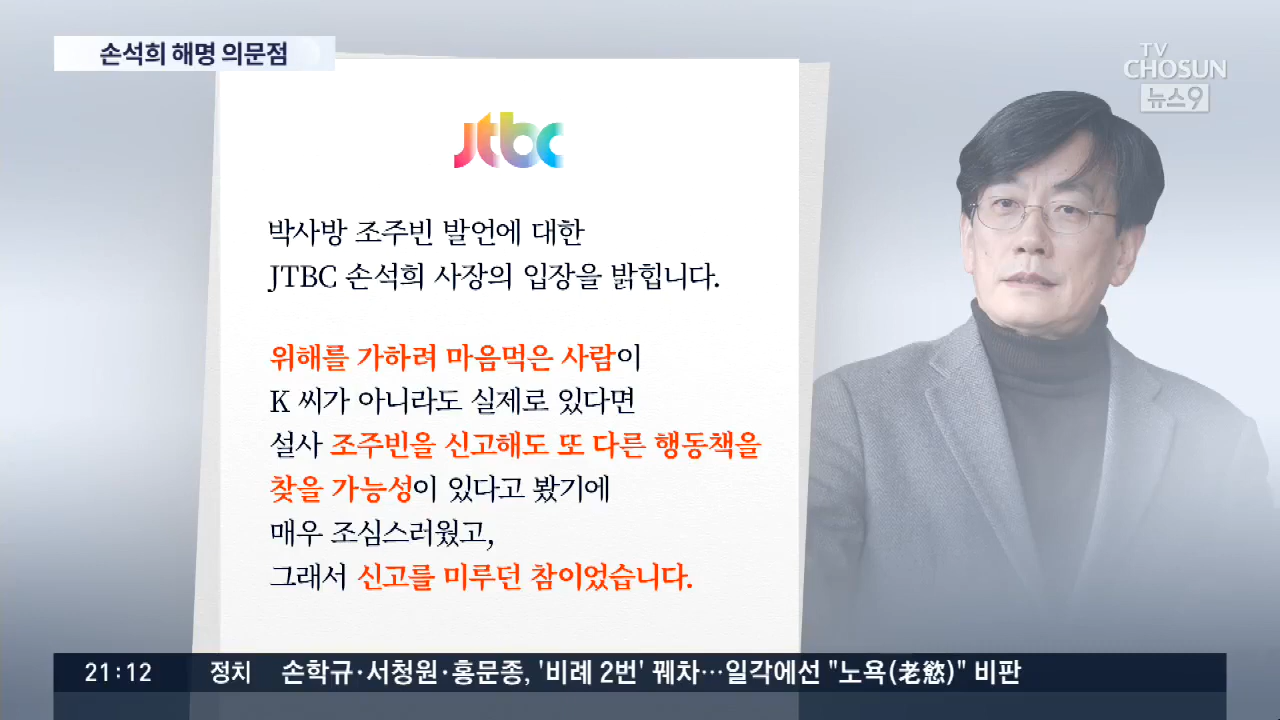 손석희 해명 의문점
TV
CHOSUN
뉴스9
jtbc
박사방 조주빈 발언에 대한
JTBC 손석희 사장의 입장을 밝힙니다.
위해를 가하려 마음먹은 사람이
K 씨가 아니라도 실제로 있다면
설사 조주빈을 신고해도 또 다른 행동책을
찾을 가능성이 있다고 봤기에
매우 조심스러웠고,
그래서 신고를 미루던 참이었습니다.
21:12 정치 손학규·서청원·홍문종, '비례 2번' 꿰차…일각에선 "노욕(老慾)" 비판